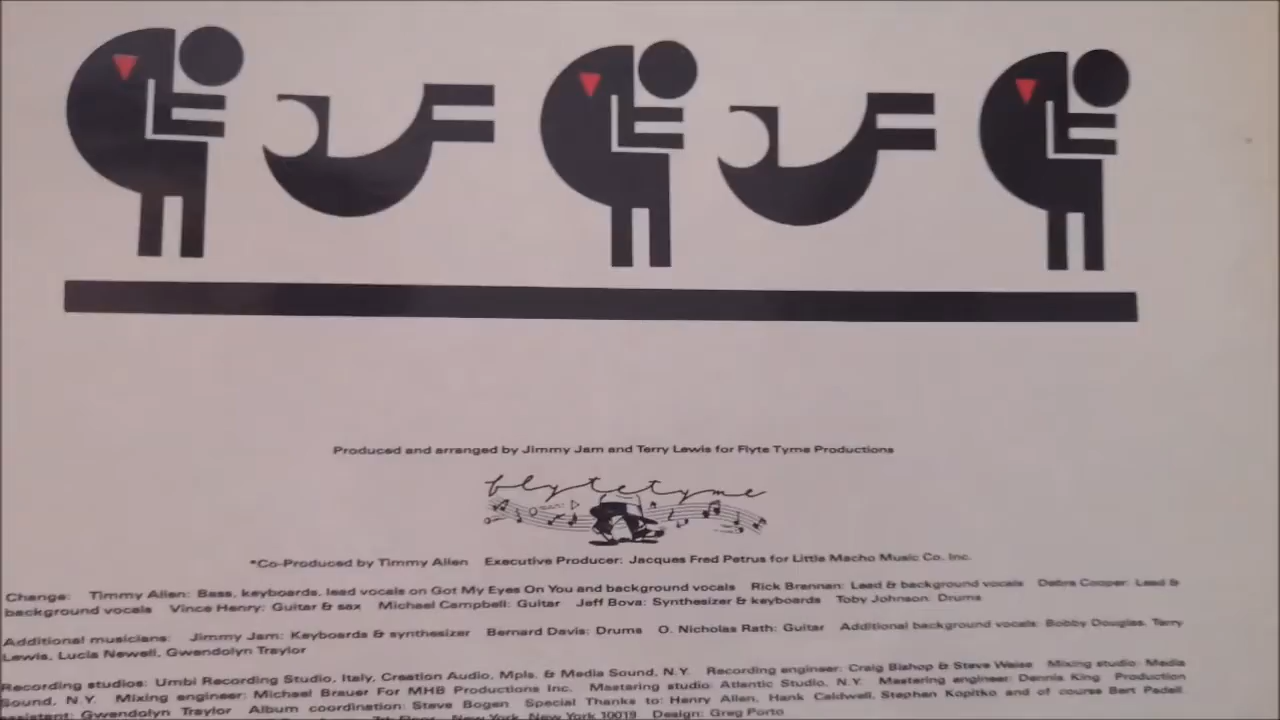 Produced and arranged by Jimmy Jam and Terry Lewis for Flyte Tyme Productions
flytetyme
*Co-Produced by Timmy Allen Executive Producer: Jacques Fred Petrus for Little Macho Music Co. Inc.
Change: Timmy Allen: Bass, keyboards, lead vocals on Got My Eyes On You and background vocals Rick Brennan: Lead & background vocals Debra Cooper: Lead &
background vocals Vince Henry: Guitar & sax Michael Campbell: Guitar Jeff Bova: Synthesizer & keyboards Toby Johnson: Drums
Additional musicians: Jimmy Jam: Keyboards & synthesizer Bernard Davis: Drums O. Nicholas Rath: Guitar Additional background vocals: Bobby Douglas, Terry
Lewis, Lucia Newell, Gwendolyn Traylor
Recording studios: Umbi Recording Studio, Italy, Creation Audio, Mpls. & Media Sound, N.Y. Recording engineer: Craig Bishop & Steve Weise Mixing studio: Media
Sound, N.Y. Mixing engineer: Michael Brauer For MHB Productions Inc. Mastering studio: Atlantic Studio, N.Y. Mastering engineer: Dennis King Production
assistent: Gwendolyn Traylor Album coordination: Steve Bogen Special Thanks to: Henry Allen, Hank Caldwell, Stephen Kopitko and of course Bert Padell.
7th Floor, New York, New York 10019 Design: Greg Porto